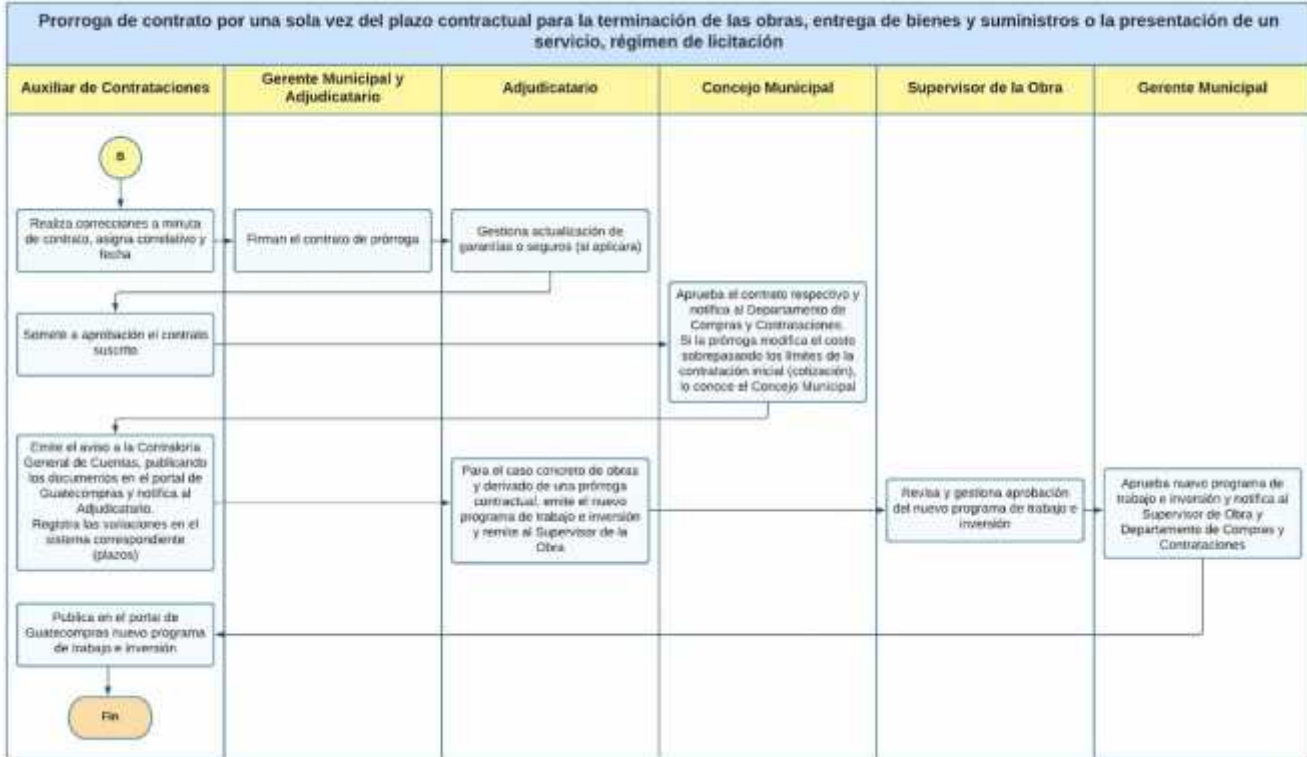 Prorroga de contrato por una sola vez del plazo contractual para la terminación de las obras, entrega de bienes y suministros o la presentación de un
servicio, régimen de licitación
Auxiliar de Contrataciones
Gerente Municipal y
Adjudicatario
Adjudicatario
Concejo Municipal
Supervisor de la Obra
Gerente Municipal
B
Realiza correcciones a minuta
de contrato, asigna correlativo y
fecha
Firman el contrato de prórroga
Gestiona actualización de
garantías o seguros (si aplicara)
Somete a aprobación el contrato
suscrito
Aprueba el contrato respectivo y
notifica al Departamento de
Compras y Contrataciones.
Si la prórroga modifica el costo
sobrepasando los límites de la
contratación inicial (cotización),
lo conoce el Concejo Municipal
Emite el aviso a la Contraloría
General de Cuentas, publicando
los documentos en el portal de
Guatecompras y notifica al
Adjudicatario.
Registra las variaciones en el
sistema correspondiente
(plazos)
Para el caso concreto de obras
y derivado de una prórroga
contractual, emite el nuevo
programa de trabajo e inversión
y remite al Supervisor de la
Obra
Revisa y gestiona aprobación
del nuevo programa de trabajo e
inversión
Aprueba nuevo programa de
trabajo e inversión y notifica al
Supervisor de Obra y
Departamento de Compras y
Contrataciones
Publica en el portal de
Guatecompras nuevo programa
de trabajo e inversión
Fin